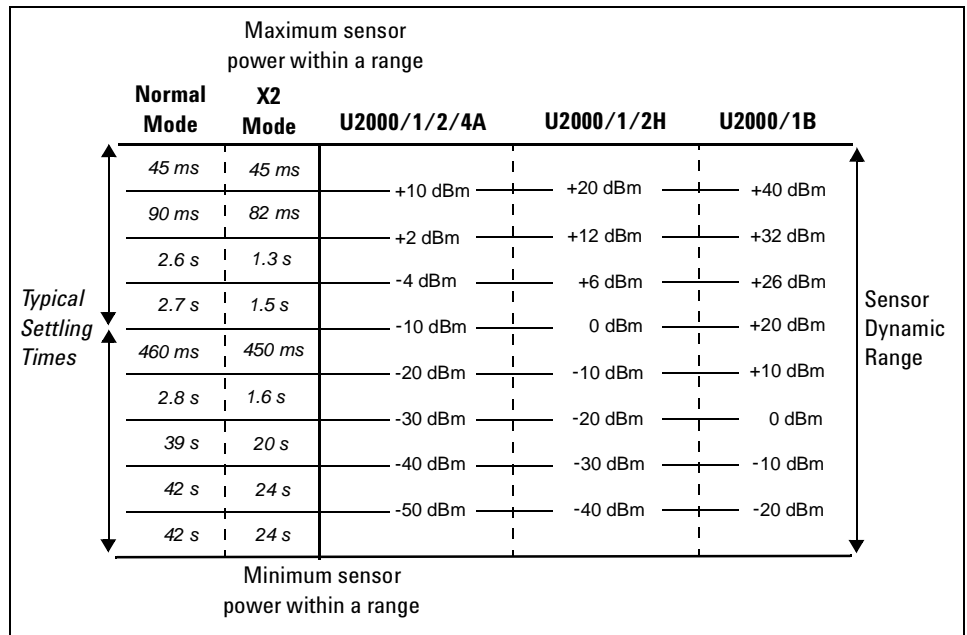 Maximum sensor
power within a range
Normal Mode X2 Mode U2000/1/2/4A U2000/1/2H U2000/1B
45 ms 45 ms
+10 dBm +20 dBm +40 dBm
90 ms 82 ms
+2 dBm +12 dBm +32 dBm
2.6 s 1.3 s
-4 dBm +6 dBm +26 dBm
2.7 s 1.5 s
-10 dBm 0 dBm +20 dBm
460 ms 450 ms
-20 dBm -10 dBm +10 dBm
2.8 s 1.6 s
-30 dBm -20 dBm 0 dBm
39 s 20 s
-40 dBm -30 dBm -10 dBm
42 s 24 s
-50 dBm -40 dBm -20 dBm
42 s 24 s
Typical
Settling
Times
Sensor
Dynamic
Range
Minimum sensor
power within a range